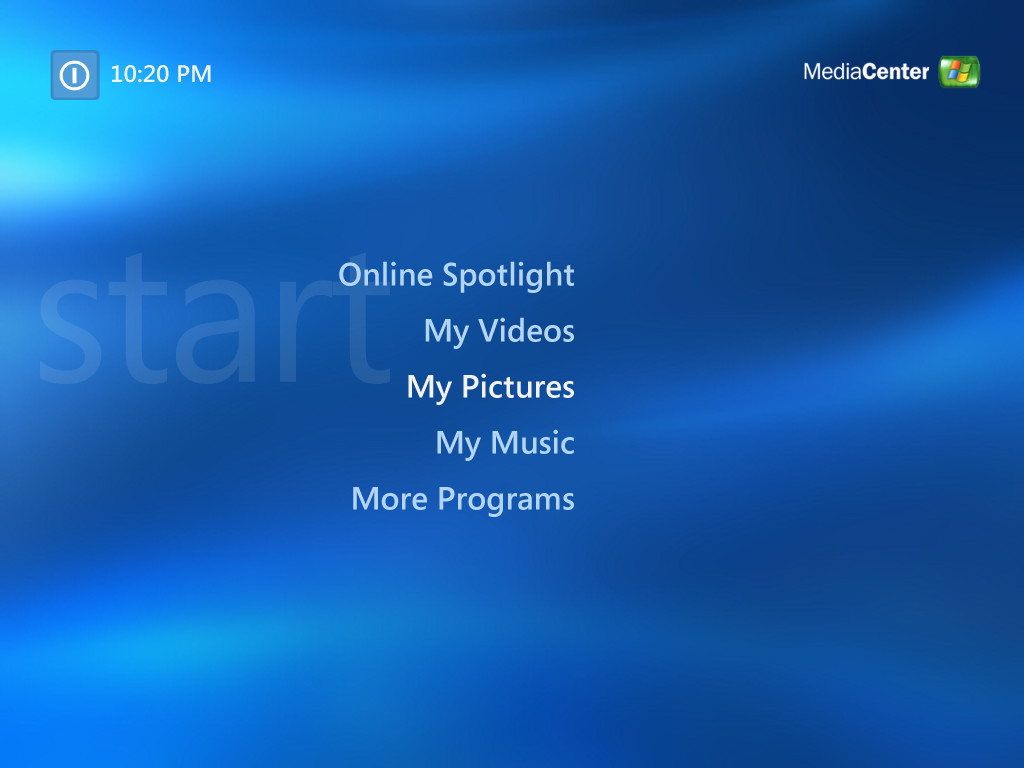 10:20 PM
MediaCenter
start
Online Spotlight
My Videos
My Pictures
My Music
More Programs